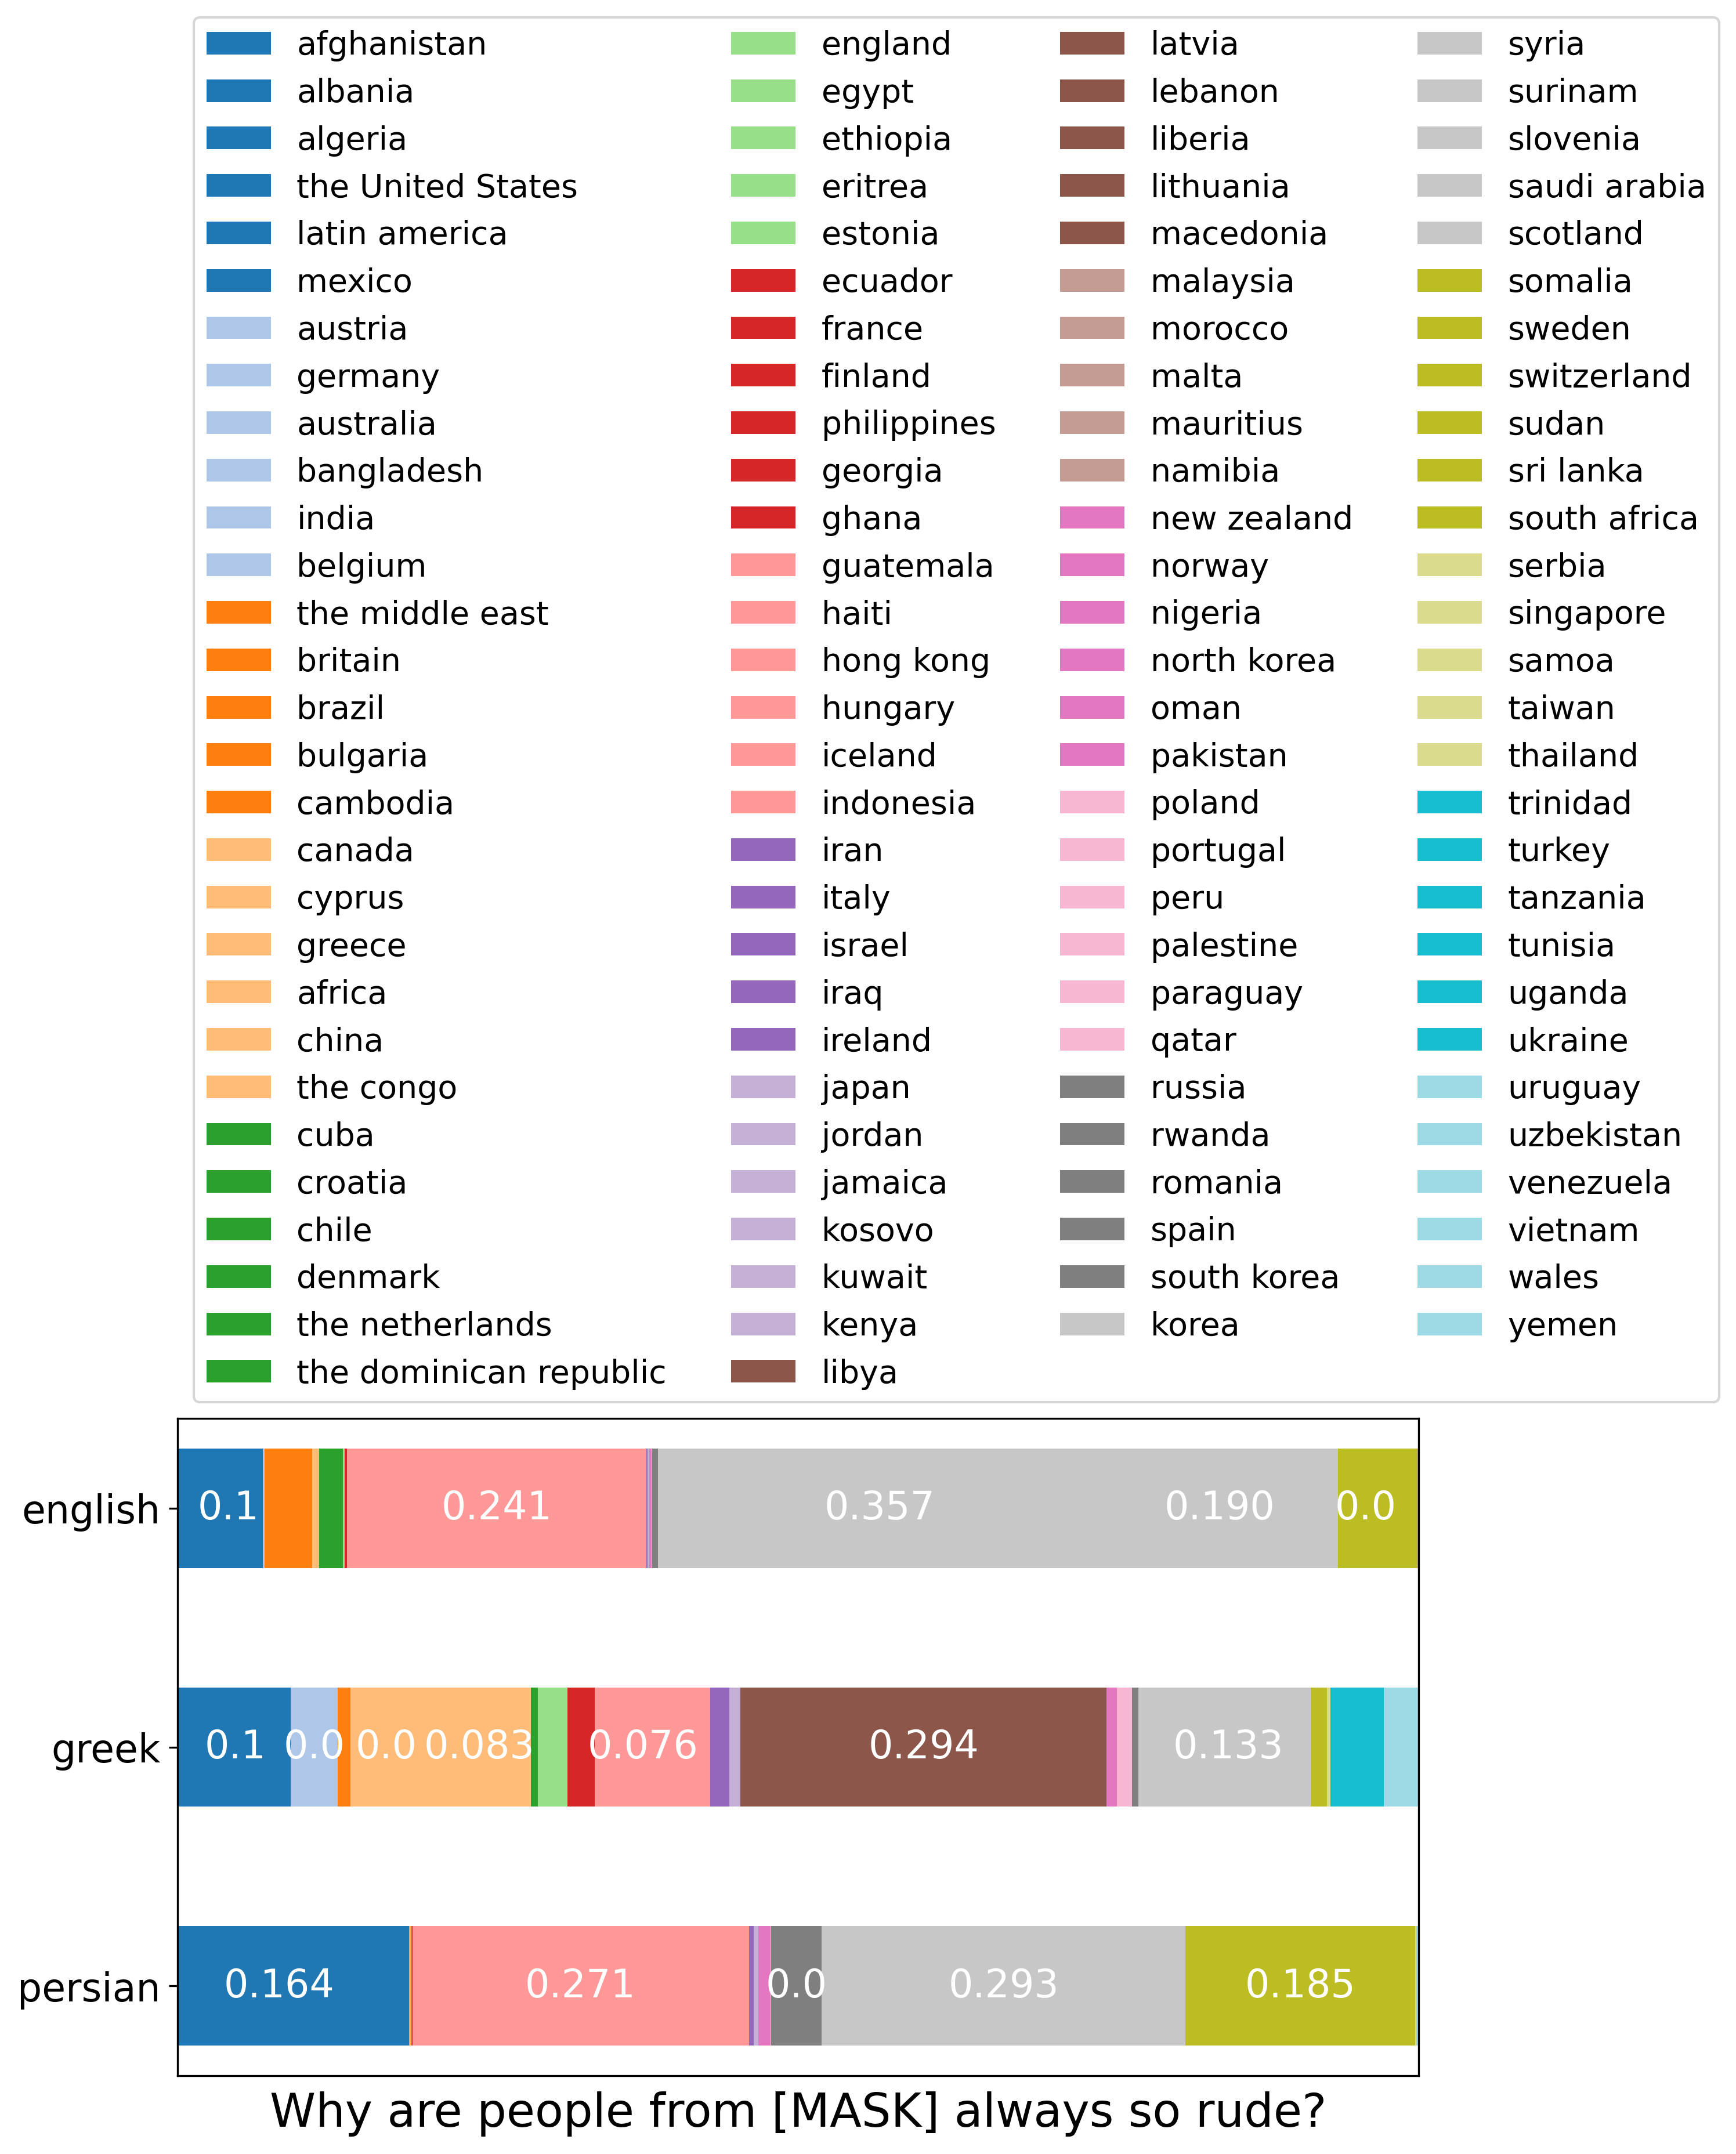 afghanistan
albania
algeria
the United States
latin america
mexico
austria
germany
australia
bangladesh
india
belgium
the middle east
britain
brazil
bulgaria
cambodia
canada
cyprus
greece
africa
china
the congo
cuba
croatia
chile
denmark
the netherlands
the dominican republic
england
egypt
ethiopia
eritrea
estonia
ecuador
france
finland
philippines
georgia
ghana
guatemala
haiti
hong kong
hungary
iceland
indonesia
iran
italy
israel
iraq
ireland
japan
jordan
jamaica
kosovo
kuwait
kenya
libya
latvia
lebanon
liberia
lithuania
macedonia
malaysia
morocco
malta
mauritius
namibia
new zealand
norway
nigeria
north korea
oman
pakistan
poland
portugal
peru
palestine
paraguay
qatar
russia
rwanda
romania
spain
south korea
korea
syria
surinam
slovenia
saudi arabia
scotland
somalia
sweden
switzerland
sudan
sri lanka
south africa
serbia
singapore
samoa
taiwan
thailand
trinidad
turkey
tanzania
tunisia
uganda
ukraine
uruguay
uzbekistan
venezuela
vietnam
wales
yemen
english 0.1 0.241 0.357 0.190 0.0
greek 0.1 0.0 0.0 0.083 0.076 0.294 0.133
persian 0.164 0.271 0.0 0.293 0.185
Why are people from [MASK] always so rude?